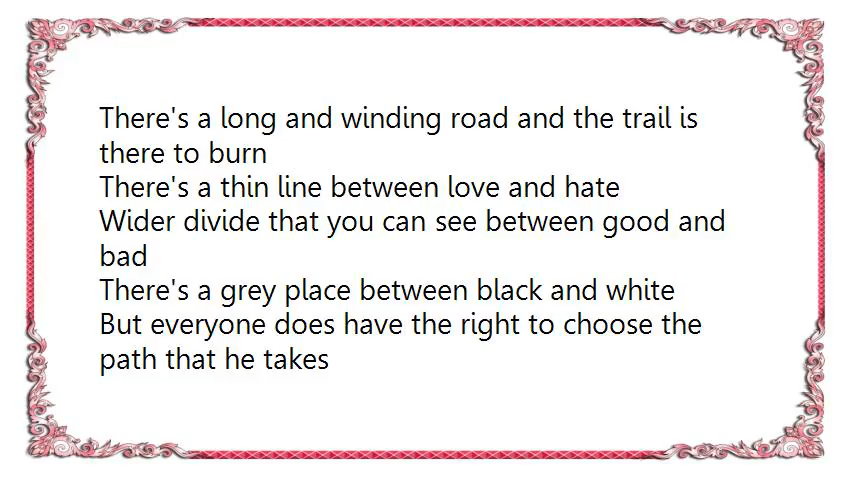 There's a long and winding road and the trail is
there to burn
There's a thin line between love and hate
Wider divide that you can see between good and
bad
There's a grey place between black and white
But everyone does have the right to choose the
path that he takes